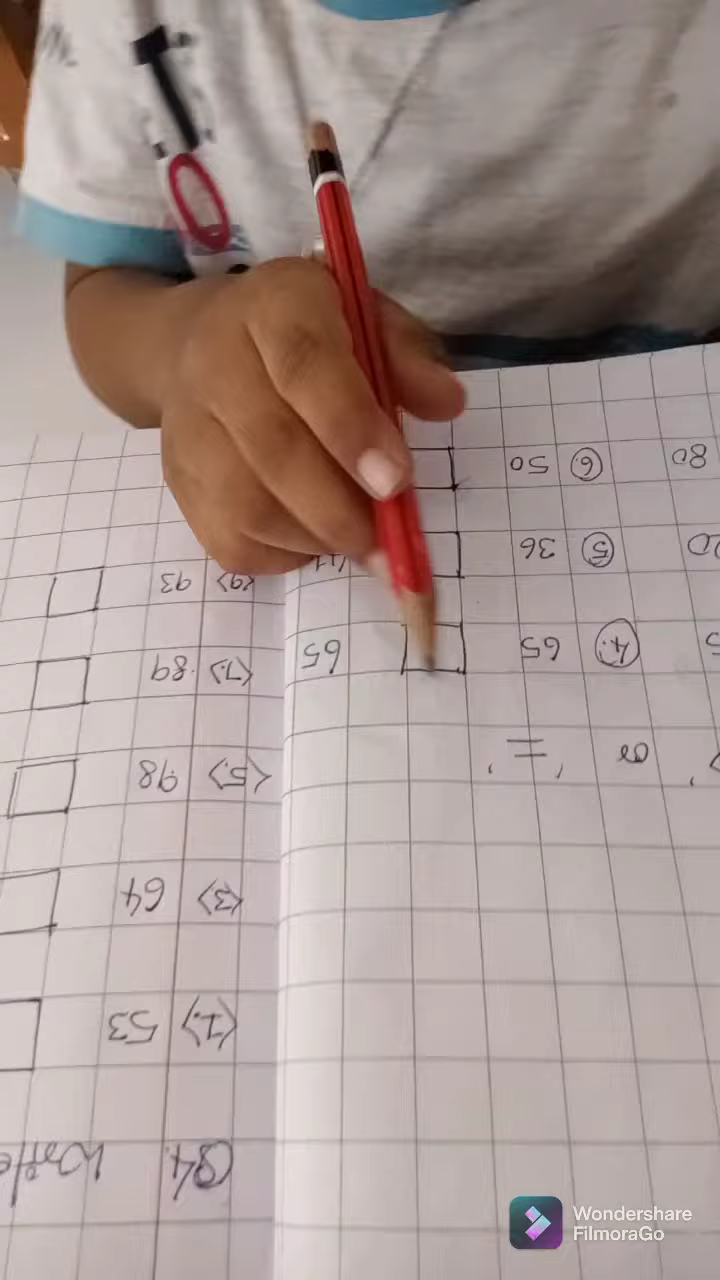 >' or '='
④. 65 65
⑤. 36
80 ⑥. 50
Q4. Write
<1.> 53
<3> 64
<5.> 98
<7.> 89
<9> 93
Wondershare
FilmoraGo